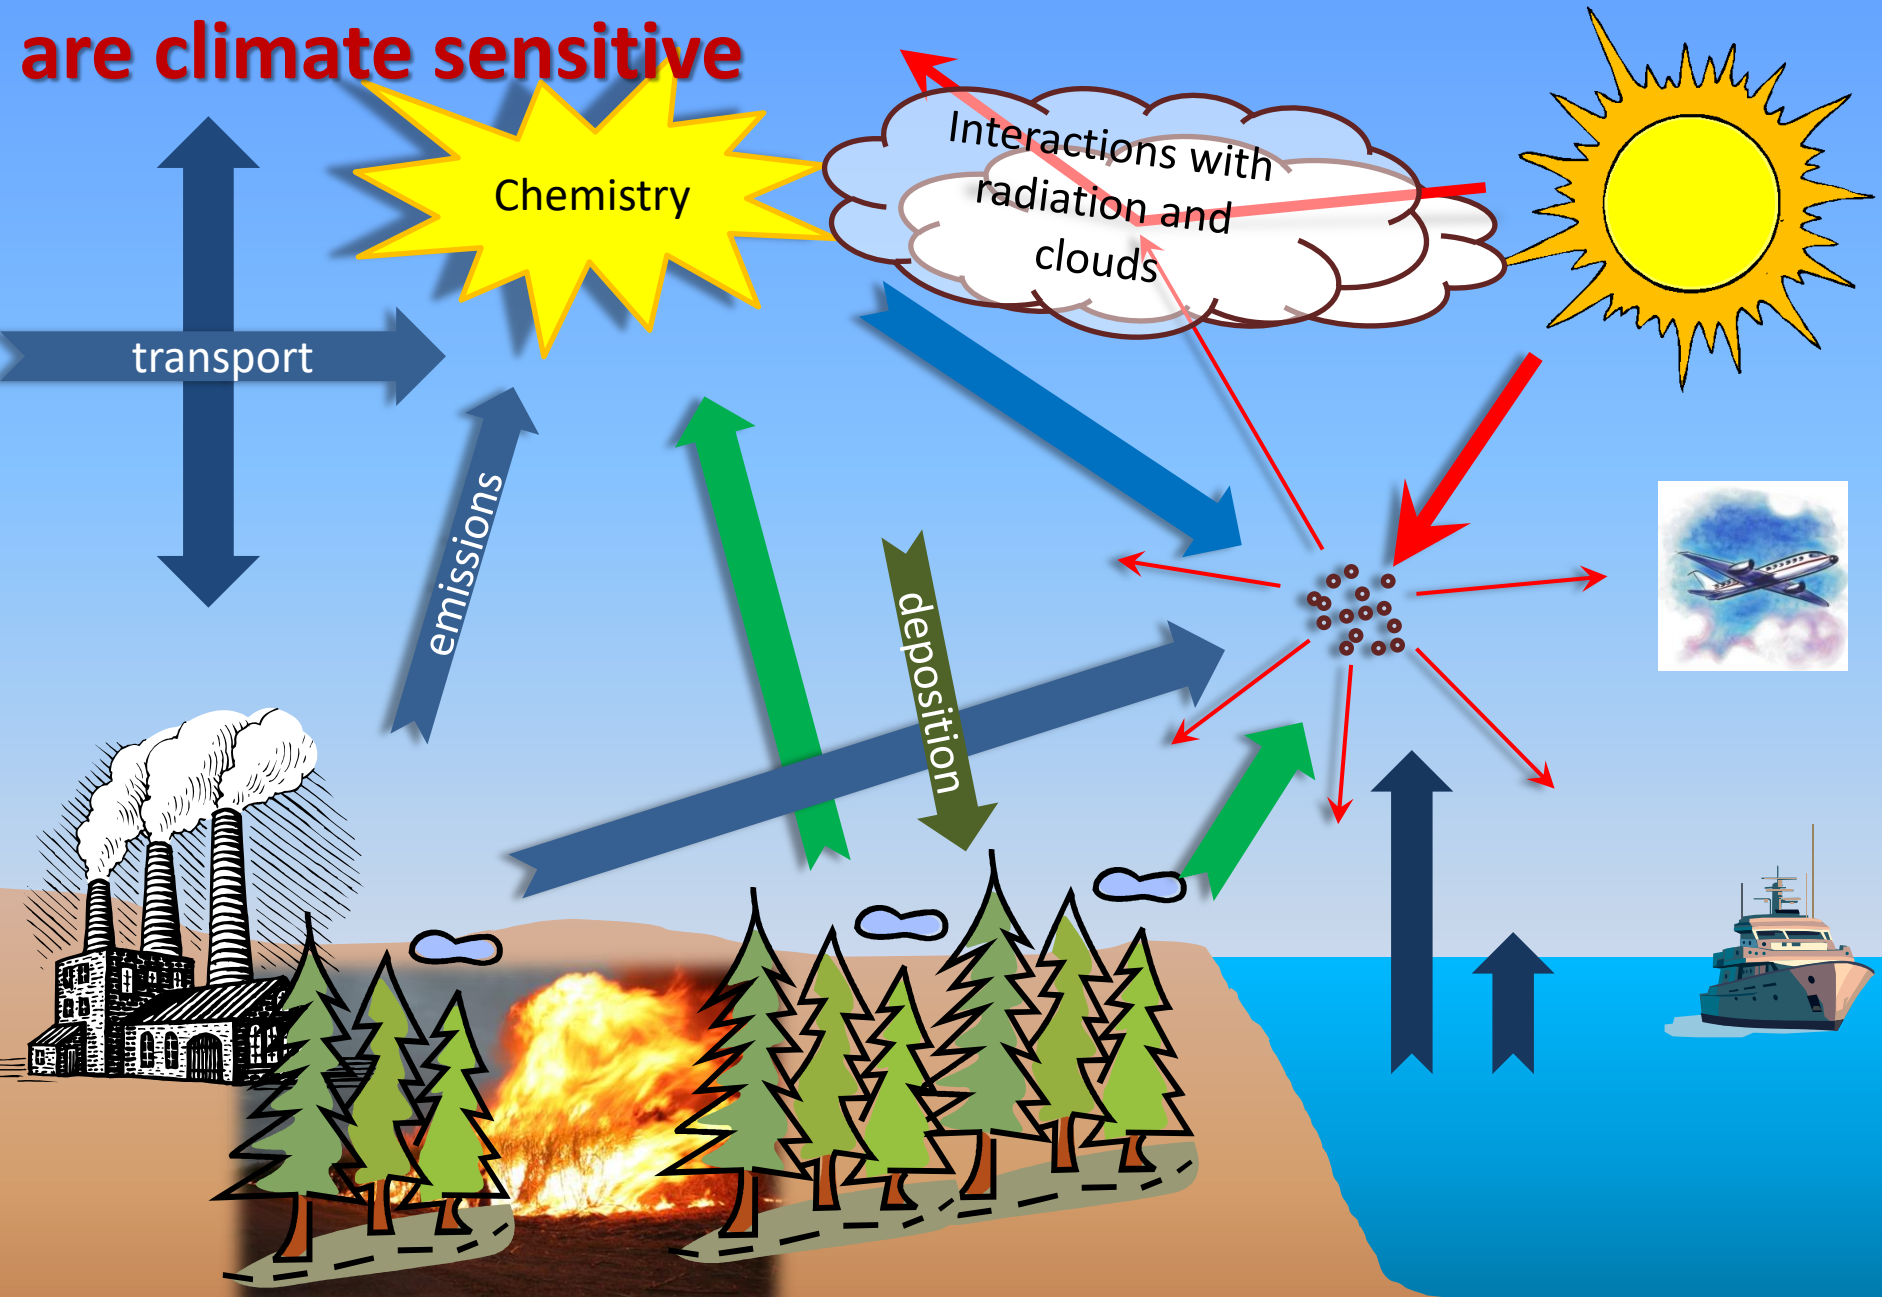 are climate sensitive
Chemistry
Interactions with
radiation and
clouds
transport
emissions
deposition